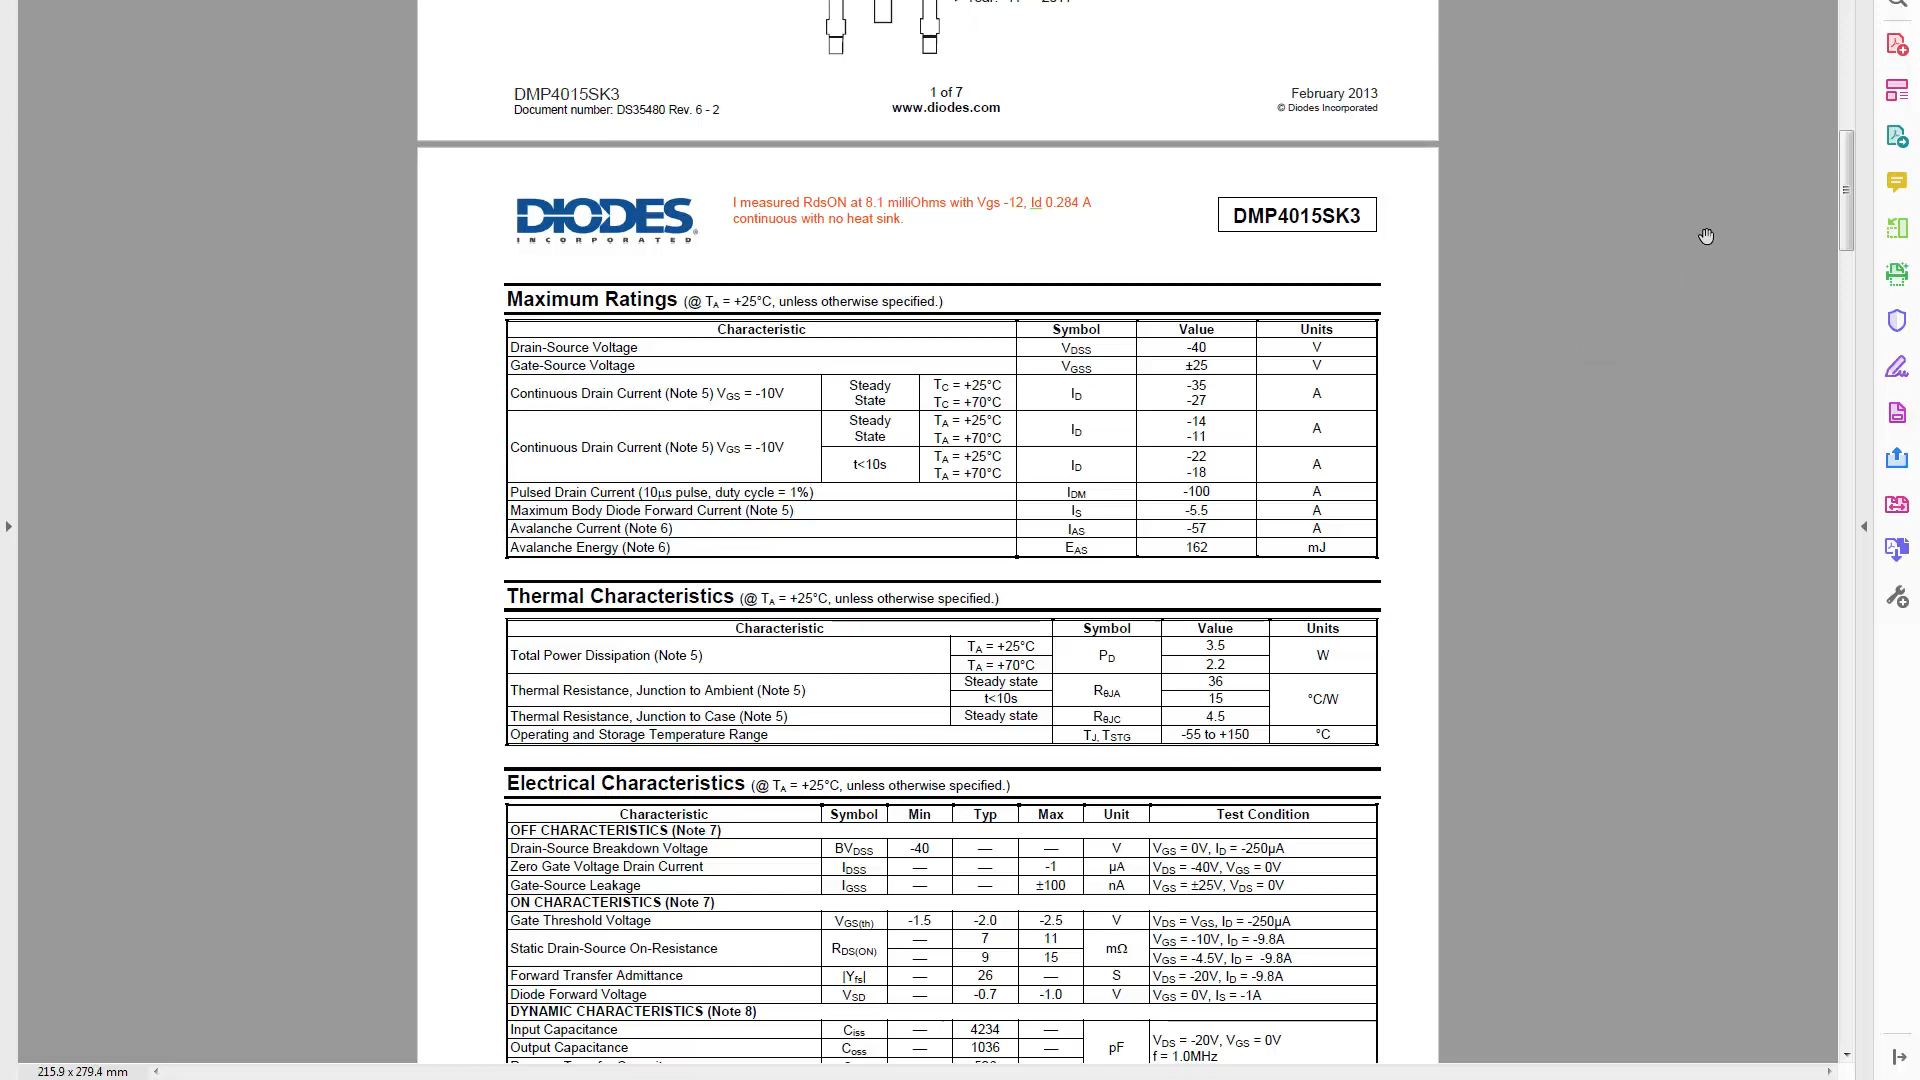 DMP4015SK3
Document number: DS35480 Rev. 6 - 2
1 of 7
www.diodes.com
February 2013
© Diodes Incorporated
DIODES
INCORPORATED
I measured RdsON at 8.1 milliOhms with Vgs -12, Id 0.284 A
continuous with no heat sink.
DMP4015SK3
Maximum Ratings (@ TA = +25°C, unless otherwise specified.)
Characteristic Symbol Value Units
Drain-Source Voltage VDSS -40 V
Gate-Source Voltage VGSS ±25 V
Continuous Drain Current (Note 5) VGS = -10V Steady State TC = +25°C TC = +70°C ID -35 -27 A
Continuous Drain Current (Note 5) VGS = -10V Steady State TA = +25°C TA = +70°C ID -14 -11 A
t<10s TA = +25°C TA = +70°C ID -22 -18 A
Pulsed Drain Current (10μs pulse, duty cycle = 1%) IDM -100 A
Maximum Body Diode Forward Current (Note 5) IS -5.5 A
Avalanche Current (Note 6) IAS -57 A
Avalanche Energy (Note 6) EAS 162 mJ
Thermal Characteristics (@ TA = +25°C, unless otherwise specified.)
Characteristic Symbol Value Units
Total Power Dissipation (Note 5) TA = +25°C PD 3.5 W
TA = +70°C 2.2
Thermal Resistance, Junction to Ambient (Note 5) Steady state RθJA 36 °C/W
t<10s 15
Thermal Resistance, Junction to Case (Note 5) Steady state RθJC 4.5
Operating and Storage Temperature Range TJ, TSTG -55 to +150 °C
Electrical Characteristics (@ TA = +25°C, unless otherwise specified.)
Characteristic Symbol Min Typ Max Unit Test Condition
OFF CHARACTERISTICS (Note 7)
Drain-Source Breakdown Voltage BVDSS -40 — — V VGS = 0V, ID = -250μA
Zero Gate Voltage Drain Current IDSS — — -1 μA VDS = -40V, VGS = 0V
Gate-Source Leakage IGSS — — ±100 nA VGS = ±25V, VDS = 0V
ON CHARACTERISTICS (Note 7)
Gate Threshold Voltage VGS(th) -1.5 -2.0 -2.5 V VDS = VGS, ID = -250μA
Static Drain-Source On-Resistance RDS(ON) — 7 11 mΩ VGS = -10V, ID = -9.8A
— 9 15 VGS = -4.5V, ID = -9.8A
Forward Transfer Admittance |Yfs| — 26 — S VDS = -20V, ID = -9.8A
Diode Forward Voltage VSD — -0.7 -1.0 V VGS = 0V, IS = -1A
DYNAMIC CHARACTERISTICS (Note 8)
Input Capacitance Ciss — 4234 — pF VDS = -20V, VGS = 0V
Output Capacitance Coss — 1036 — f = 1.0MHz
215.9 x 279.4 mm